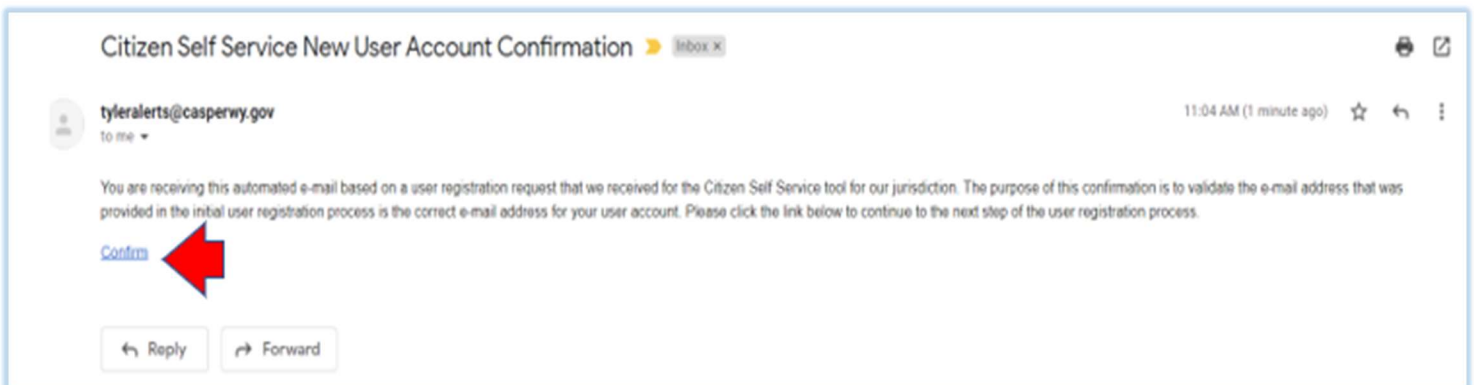 Citizen Self Service New User Account Confirmation Inbox ×
tyleralerts@casperwy.gov 11:04 AM (1 minute ago)
to me
You are receiving this automated e-mail based on a user registration request that we received for the Citizen Self Service tool for our jurisdiction. The purpose of this confirmation is to validate the e-mail address that was
provided in the initial user registration process is the correct e-mail address for your user account. Please click the link below to continue to the next step of the user registration process.
Confirm
Reply Forward